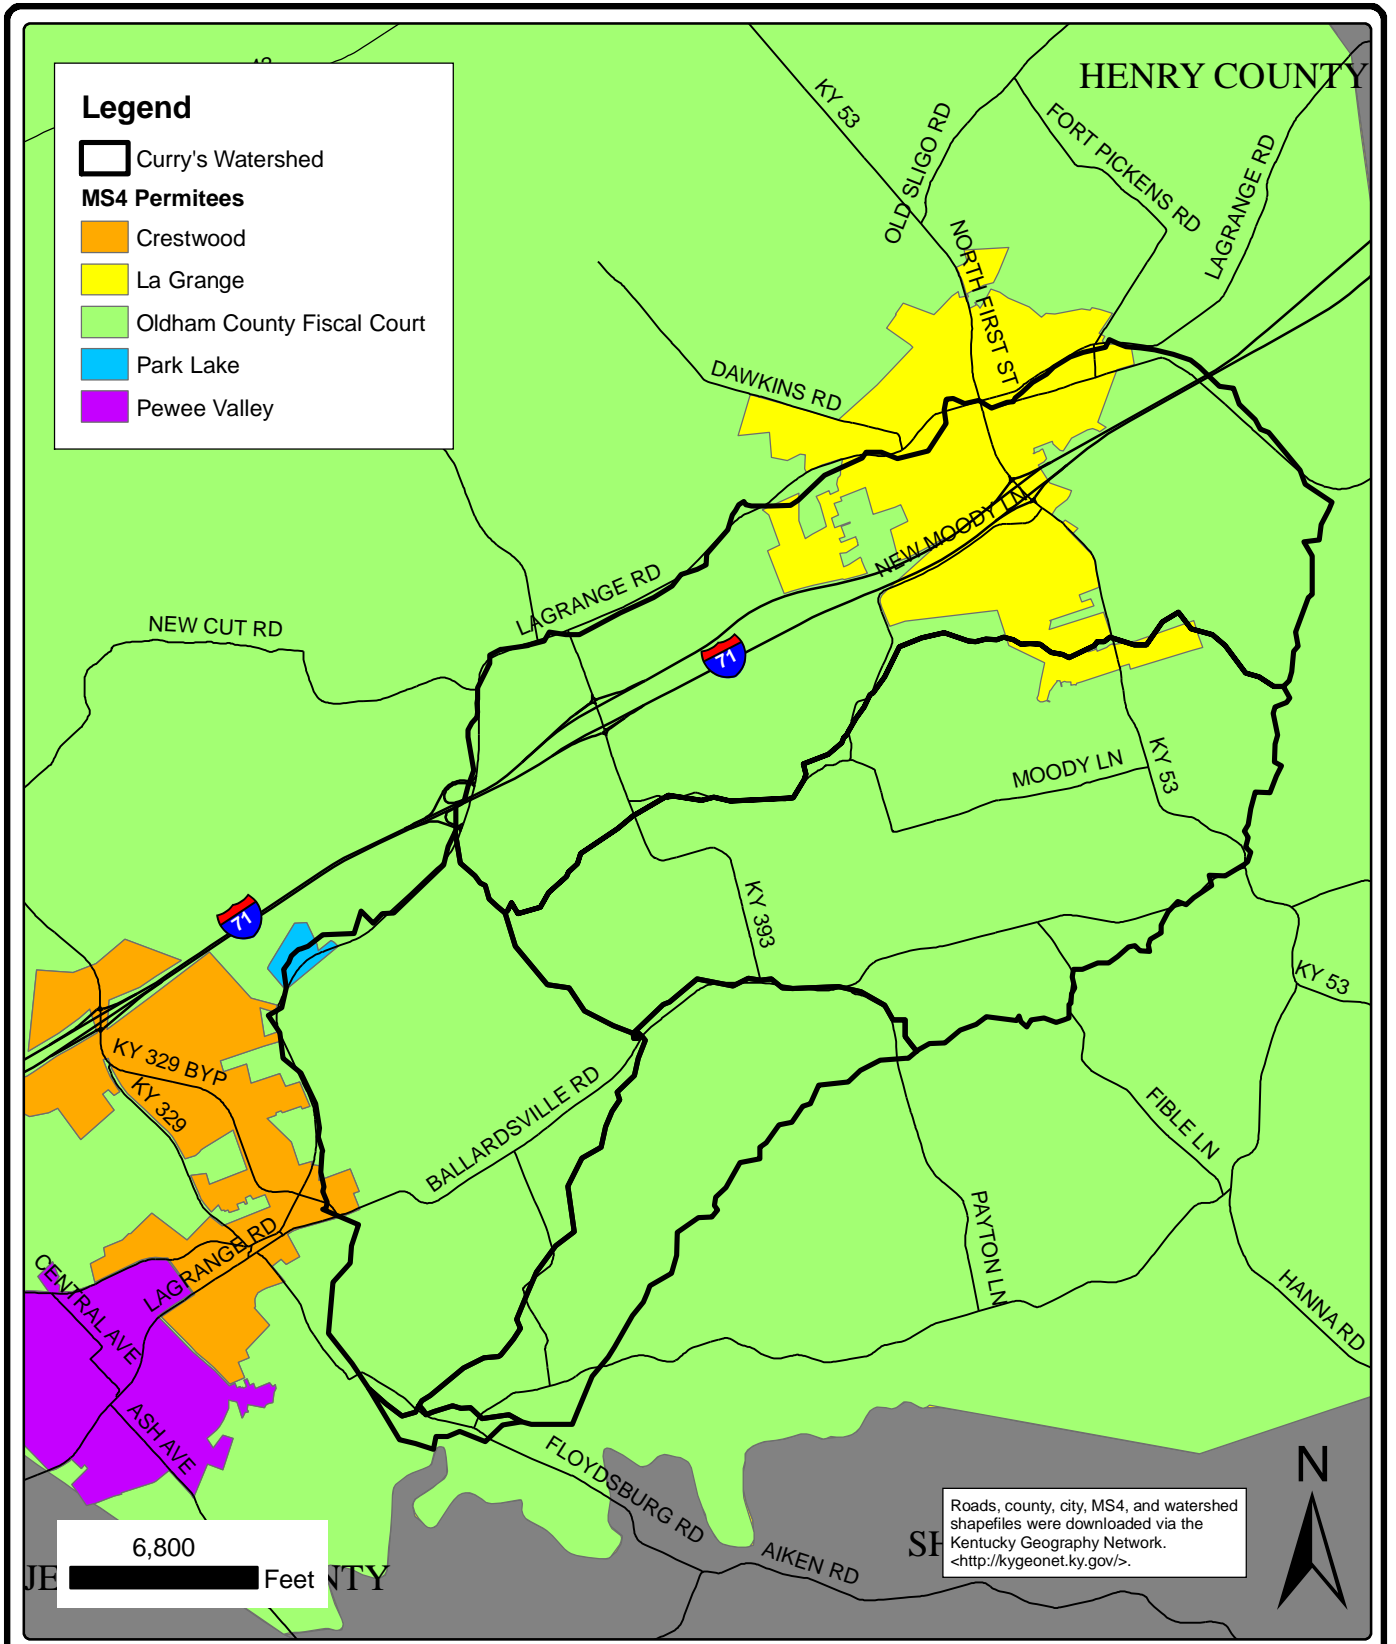 HENRY COUNTY
Legend
Curry's Watershed
MS4 Permitees
Crestwood
La Grange
Oldham County Fiscal Court
Park Lake
Pewee Valley
KY 53
OLD SLIGO RD
FORT PICKENS RD
LAGRANGE RD
NORTH FIRST ST
DAWKINS RD
NEW MOODY LN
LAGRANGE RD
NEW CUT RD
71
MOODY LN
KY 53
KY 393
71
KY 53
KY 329 BYP
KY 329
BALLARDSVILLE RD
FIBLE LN
PAYTON LN
HANNA RD
LAGRANGE RD
CENTRAL AVE
ASH AVE
FLOYDSBURG RD
AIKEN RD
N
Roads, county, city, MS4, and watershed
shapefiles were downloaded via the
Kentucky Geography Network.
<http://kygeonet.ky.gov/>.
SH
6,800
Feet
JE NTY